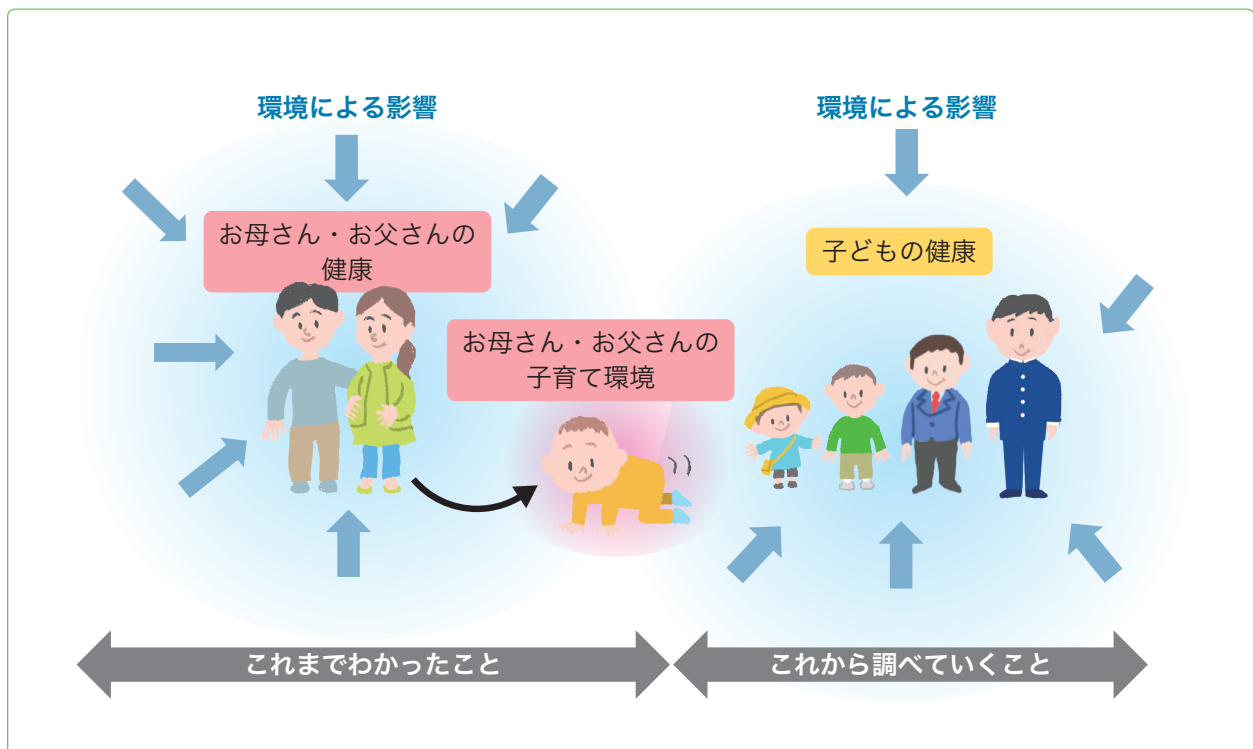 環境による影響
お母さん・お父さんの
健康
お母さん・お父さんの
子育て環境
これまでわかったこと
環境による影響
子どもの健康
これから調べていくこと